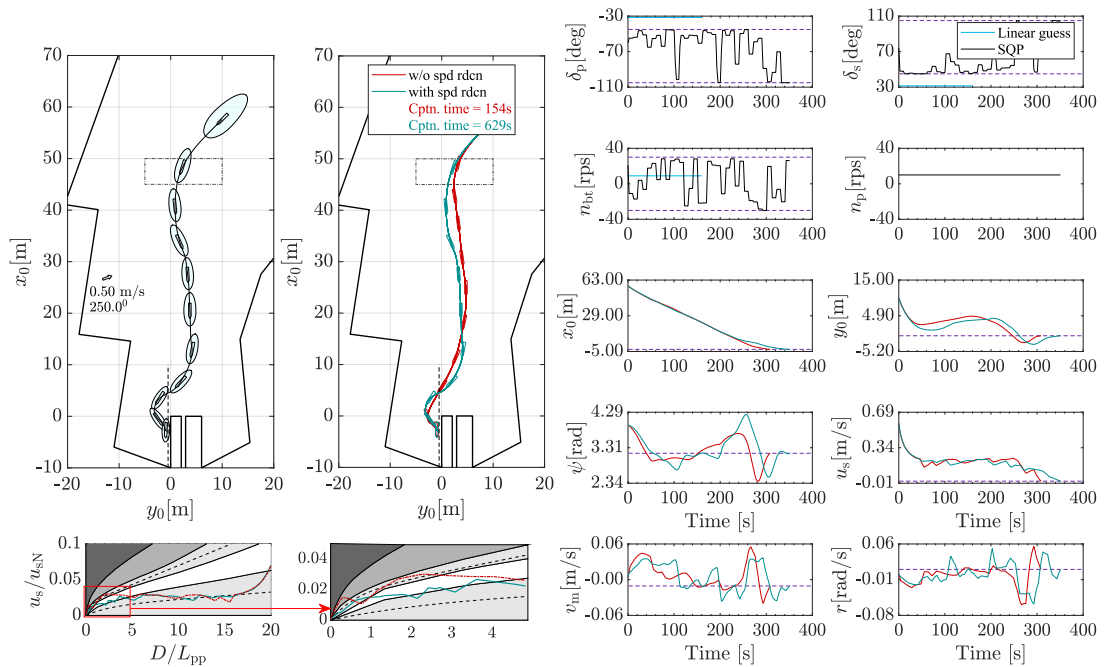 70
60
50
40
30
20
10
0
-10
-20
-10
0
10
20
x0[m]
y0[m]
0.50 m/s
250.0⁰
70
60
50
40
30
20
10
0
-10
-20
-10
0
10
20
x0[m]
y0[m]
w/o spd rdcn
with spd rdcn
Cptn. time = 154s
Cptn. time = 629s
0.1
0.05
0
0
5
10
15
20
us/usN
D/Lpp
0.04
0.02
0
0
1
2
3
4
δp[deg]
-30
-70
-110
0 100 200 300 400
δs[deg]
110
70
30
0 100 200 300 400
Linear guess
SQP
nbt[rps]
40
0
-40
0 100 200 300 400
np[rps]
40
0
-40
0 100 200 300 400
x0[m]
63.00
29.00
-5.00
0 100 200 300 400
y0[m]
15.00
4.90
-5.20
0 100 200 300 400
ψ[rad]
4.29
3.31
2.34
0 100 200 300 400
Time [s]
us[m/s]
0.69
0.34
-0.01
0 100 200 300 400
Time [s]
vm[m/s]
0.06
-0.00
-0.06
0 100 200 300 400
r[rad/s]
0.06
-0.01
-0.08
0 100 200 300 400